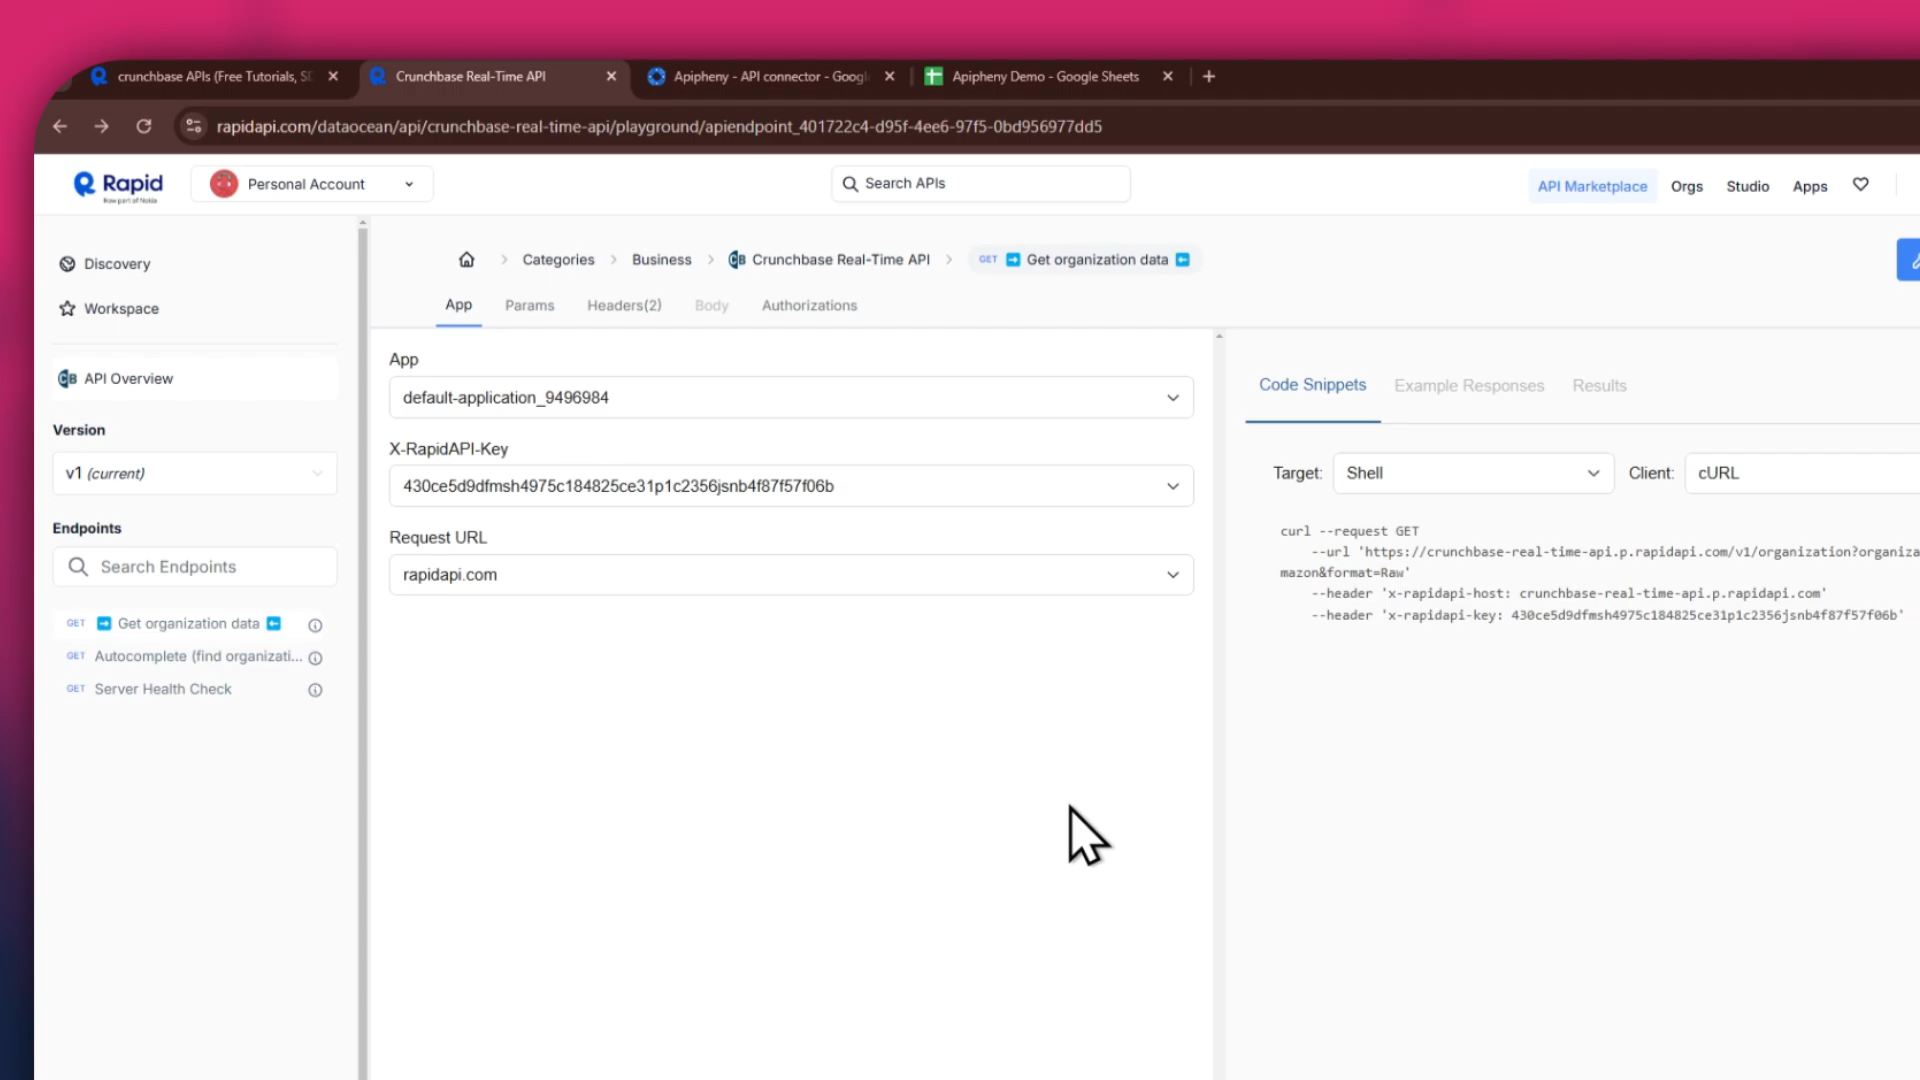 crunchbase APIs (Free Tutorials, SD
Crunchbase Real-Time API
Apipheny - API connector - Googl
Apipheny Demo - Google Sheets
rapidapi.com/dataocean/api/crunchbase-real-time-api/playground/apiendpoint_401722c4-d95f-4ee6-97f5-0bd956977dd5
Rapid
Now part of Nokia
Personal Account
Search APIs
API Marketplace
Orgs
Studio
Apps
Discovery
Workspace
API Overview
Version
v1 (current)
Endpoints
Search Endpoints
GET Get organization data
GET Autocomplete (find organizati...
GET Server Health Check
Categories
Business
CB Crunchbase Real-Time API
GET Get organization data
App
Params
Headers(2)
Body
Authorizations
App
default-application_9496984
X-RapidAPI-Key
430ce5d9dfmsh4975c184825ce31p1c2356jsnb4f87f57f06b
Request URL
rapidapi.com
Code Snippets
Example Responses
Results
Target: Shell
Client: cURL
curl --request GET
--url 'https://crunchbase-real-time-api.p.rapidapi.com/v1/organization?organiza
mazon&format=Raw'
--header 'x-rapidapi-host: crunchbase-real-time-api.p.rapidapi.com'
--header 'x-rapidapi-key: 430ce5d9dfmsh4975c184825ce31p1c2356jsnb4f87f57f06b'